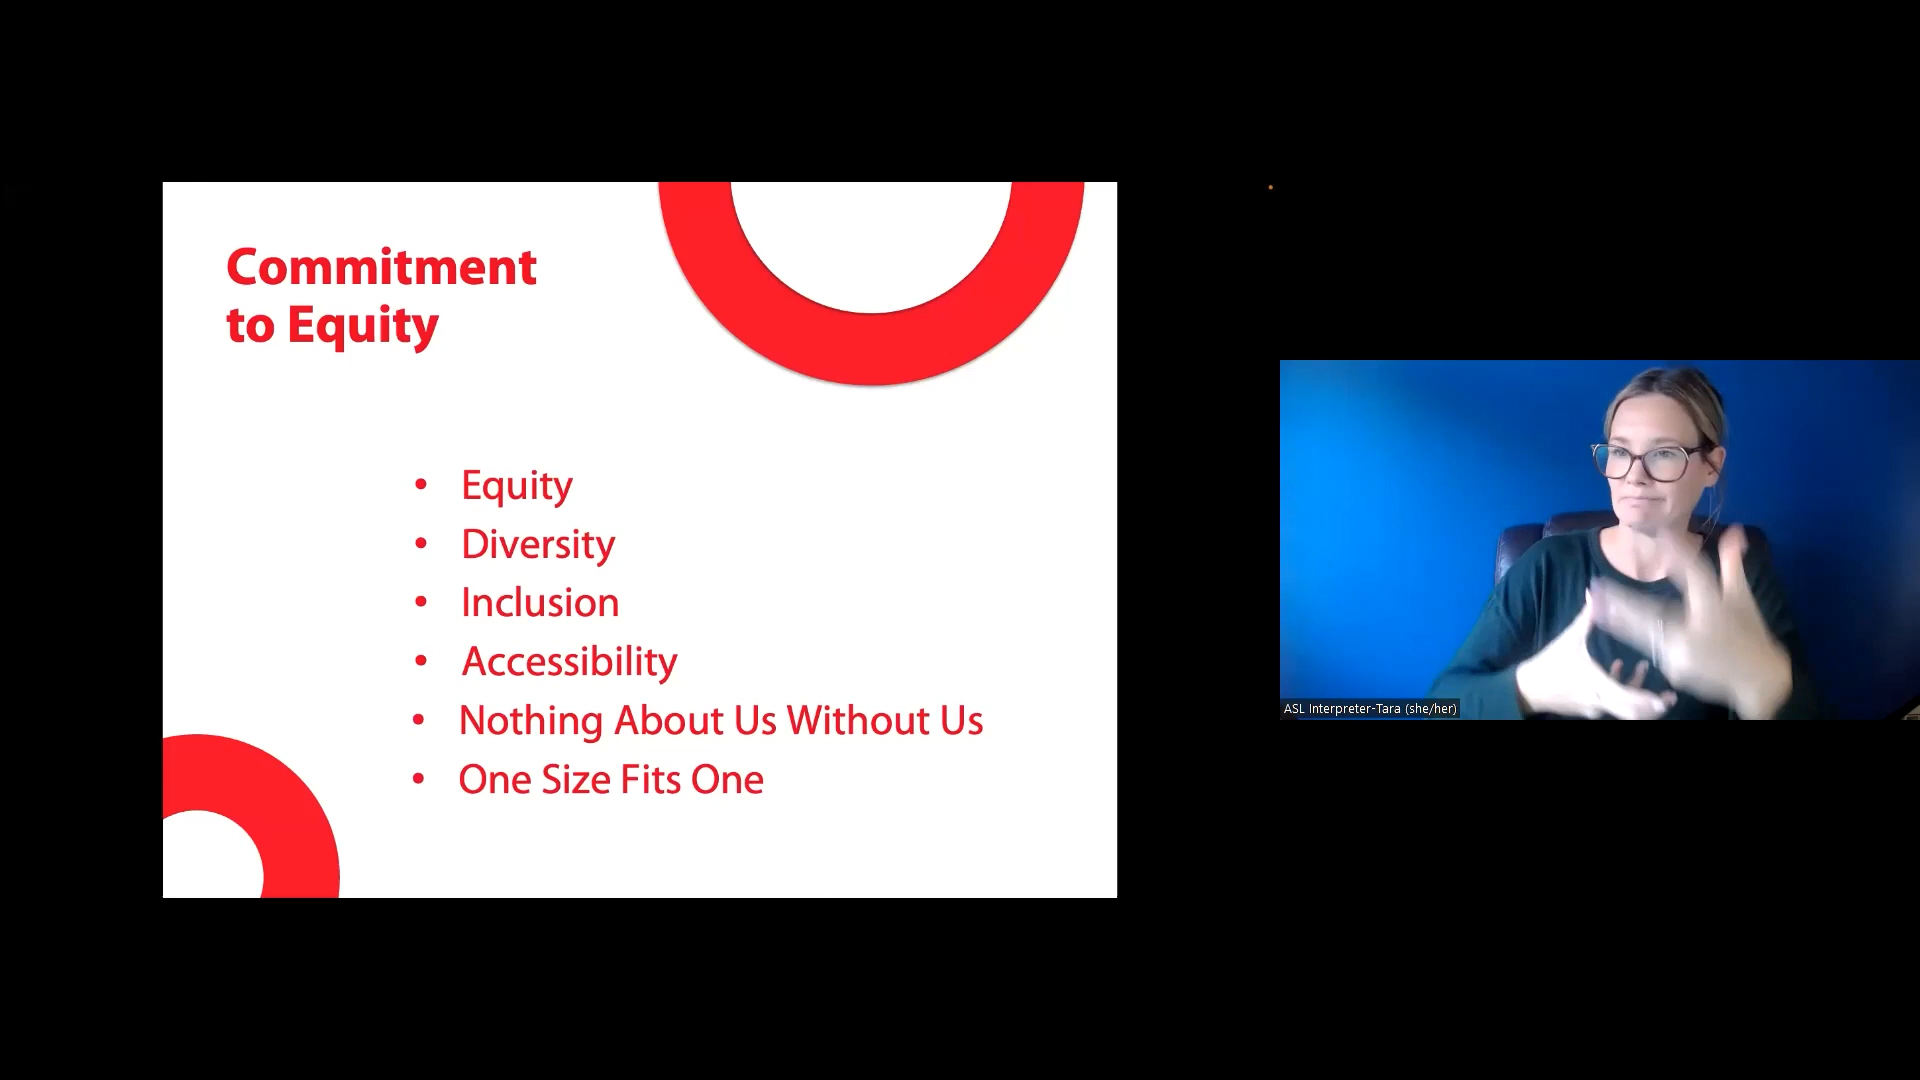 Commitment
to Equity
• Equity
• Diversity
• Inclusion
• Accessibility
• Nothing About Us Without Us
• One Size Fits One
ASL Interpreter-Tara (she/her)